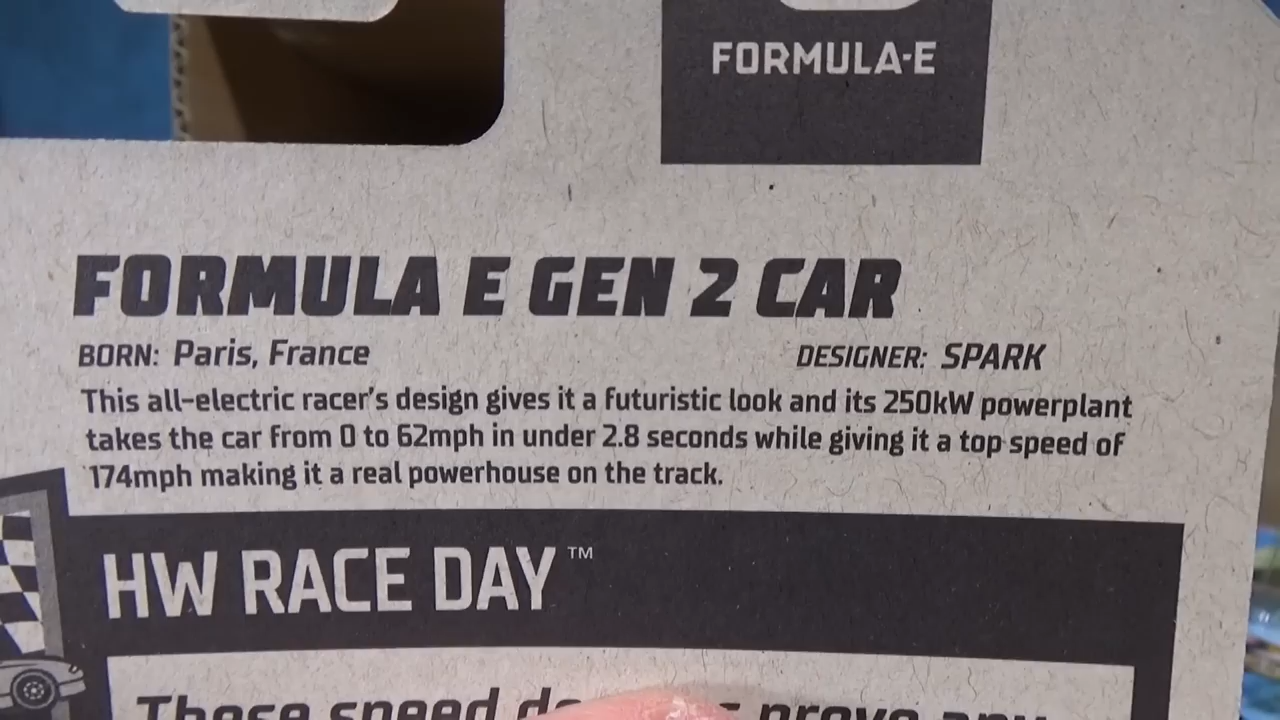 FORMULA-E
FORMULA E GEN 2 CAR
BORN: Paris, France
DESIGNER: SPARK
This all-electric racer's design gives it a futuristic look and its 250kW powerplant
takes the car from 0 to 62mph in under 2.8 seconds while giving it a top speed of
174mph making it a real powerhouse on the track.
HW RACE DAY™
These speed prove any